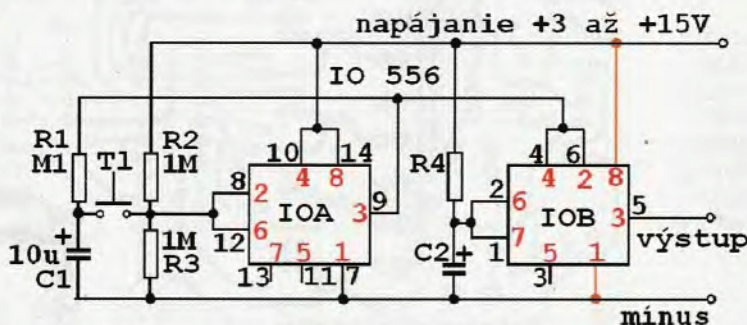 napájanie +3 až +15V
IO 556
R1
M1
T1
R2
1M
10 14
4 8
8
2
IOA
3
9
12
6
7 5 1
13 11 7
1M
R3
10u
+
C1
R4
C2
+
4 6
4 2 8
2
6
IOB
3
5
1
7
5 1
3
výstup
mínus